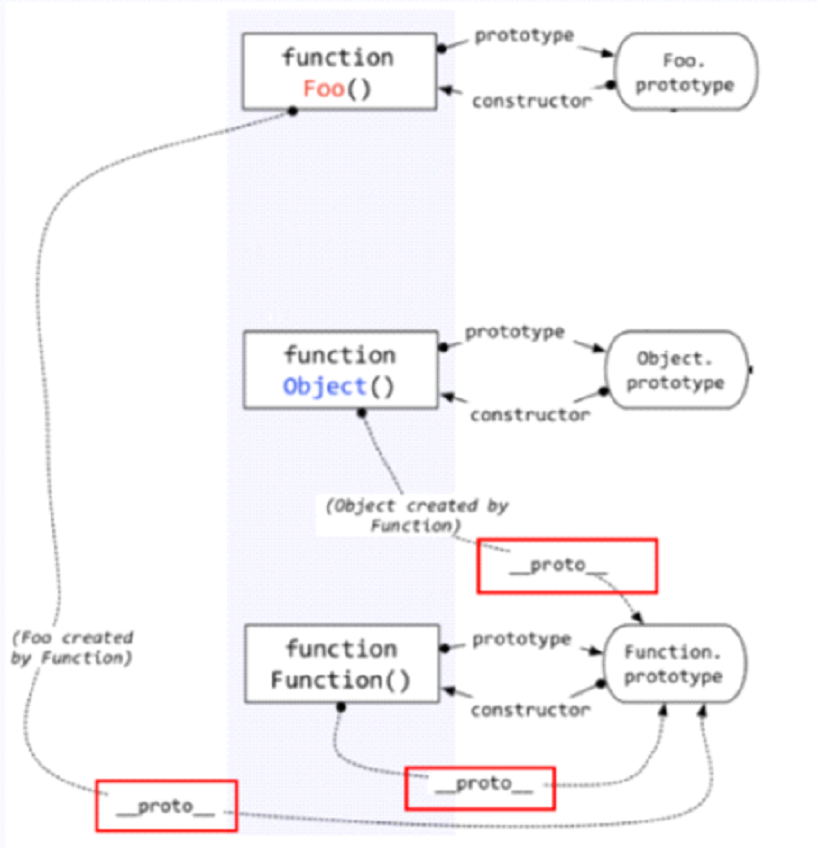 function
Foo()
prototype
constructor
Foo.
prototype
function
Object()
prototype
constructor
Object.
prototype
(Object created by
Function)
__proto__
(Foo created
by Function)
function
Function()
prototype
constructor
Function.
prototype
__proto__
__proto__